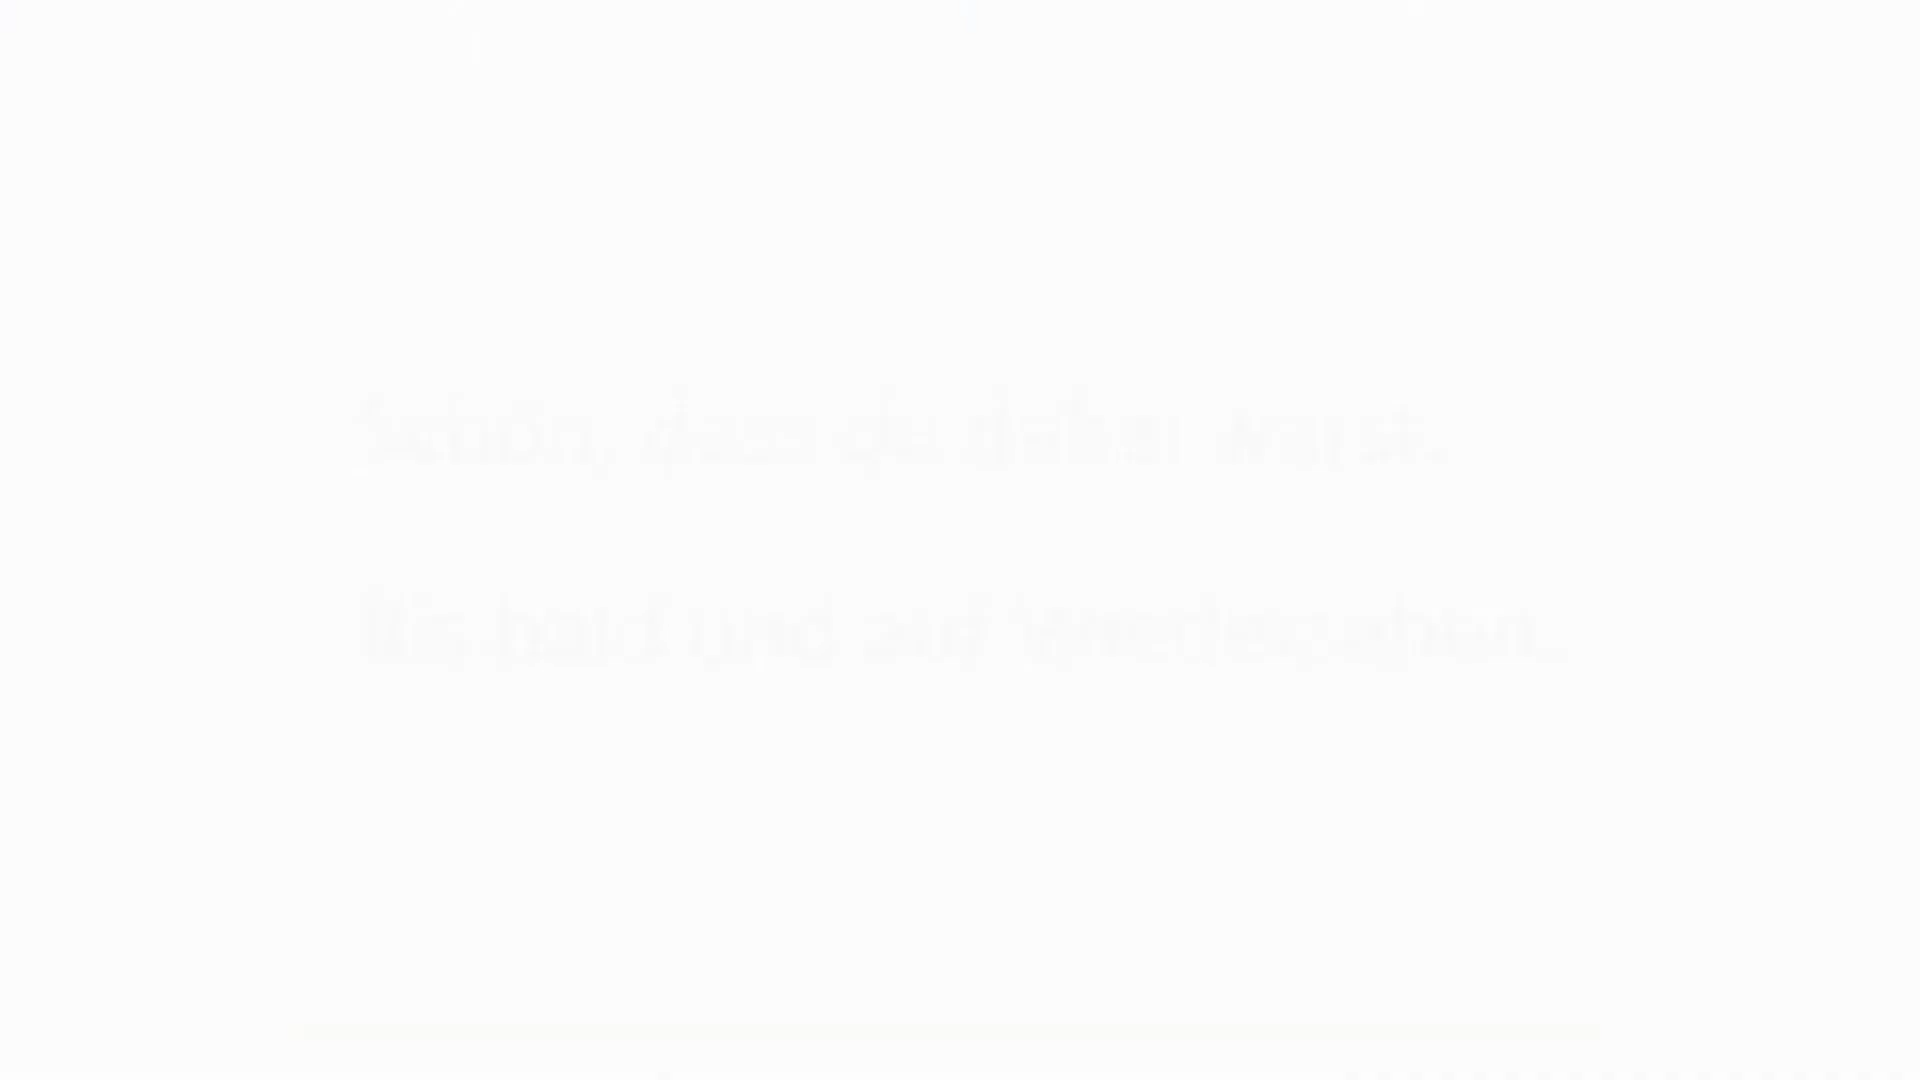 Schön, dass du dabei warst.
Bis bald und auf Wiedersehen.